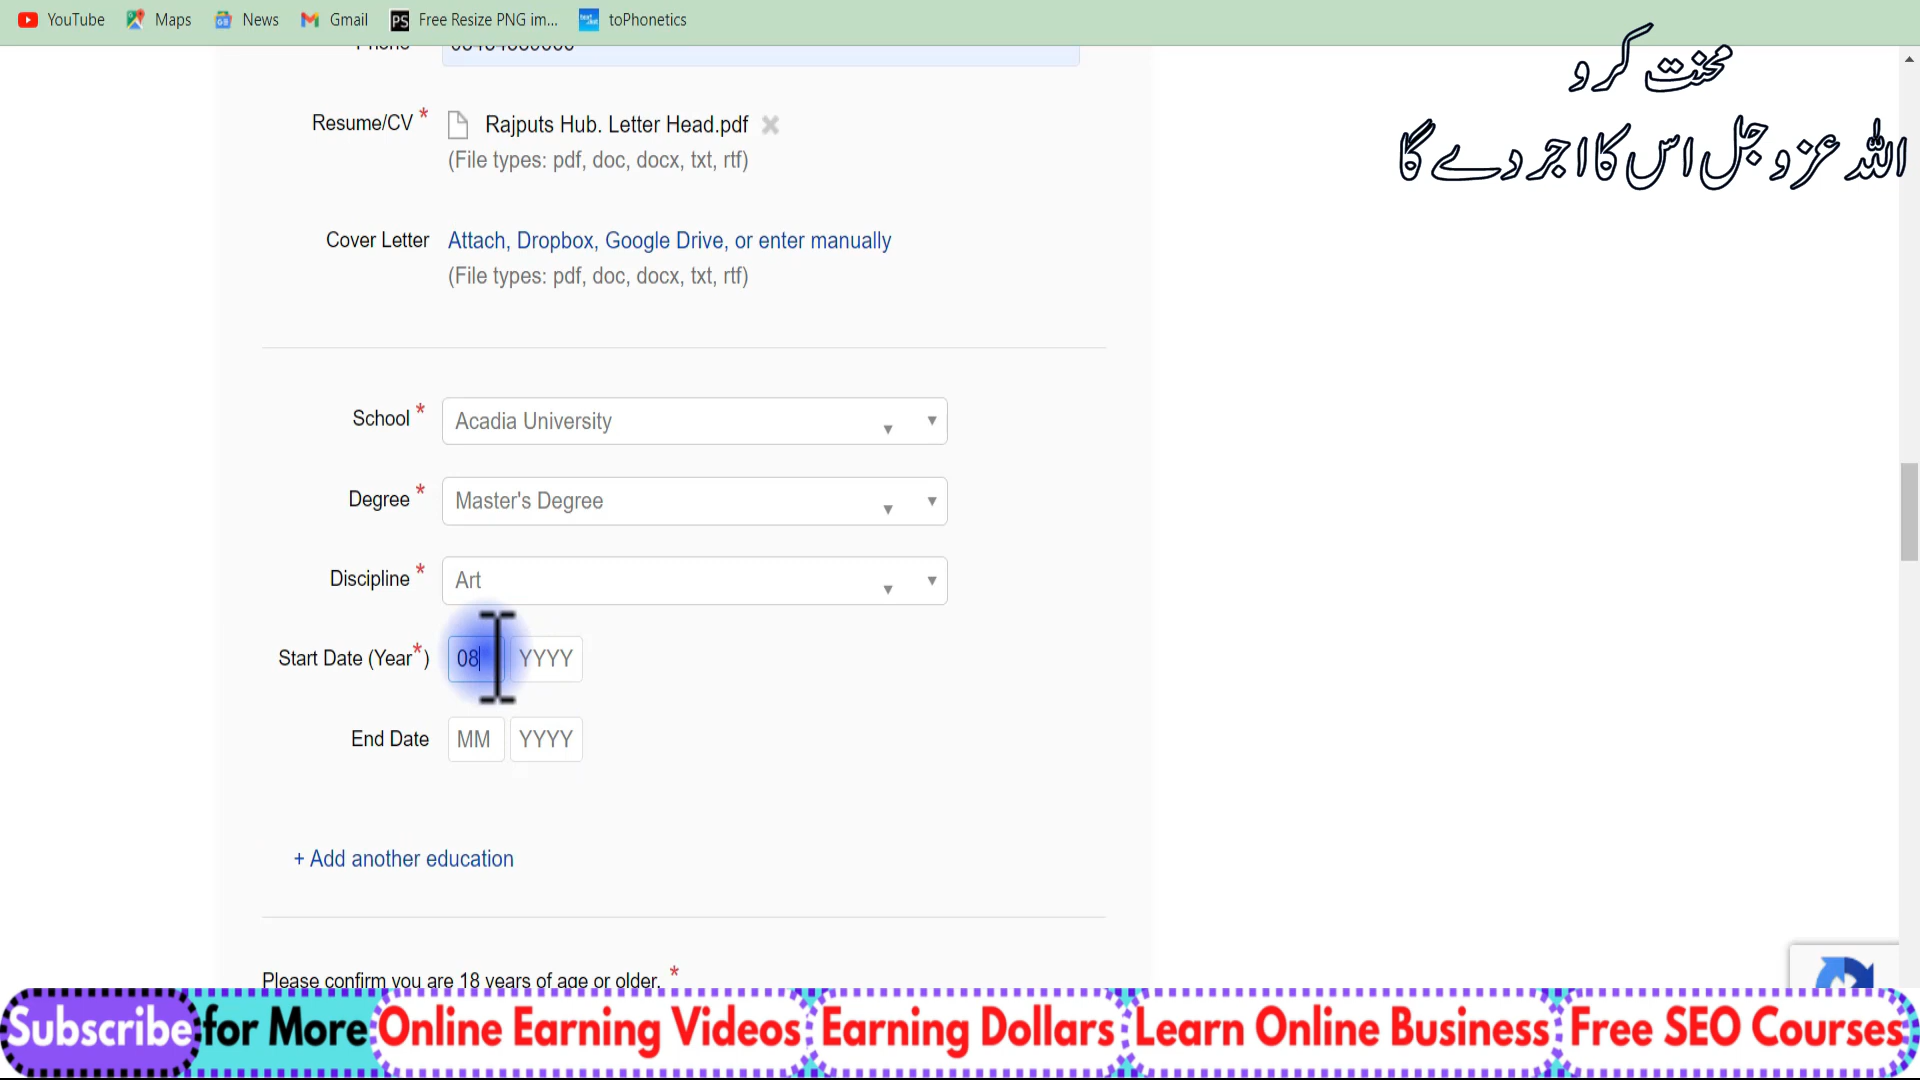 YouTube Maps News Gmail Free Resize PNG im... toPhonetics
محنت کرو
اللہ عزوجل اس کا اجر دے گا
Resume/CV * Rajputs Hub. Letter Head.pdf
(File types: pdf, doc, docx, txt, rtf)
Cover Letter Attach, Dropbox, Google Drive, or enter manually
(File types: pdf, doc, docx, txt, rtf)
School * Acadia University
Degree * Master's Degree
Discipline * Art
Start Date (Year*) 08 YYYY
End Date MM YYYY
+ Add another education
Please confirm you are 18 years of age or older. *
Subscribe for More Online Earning Videos Earning Dollars Learn Online Business Free SEO Courses